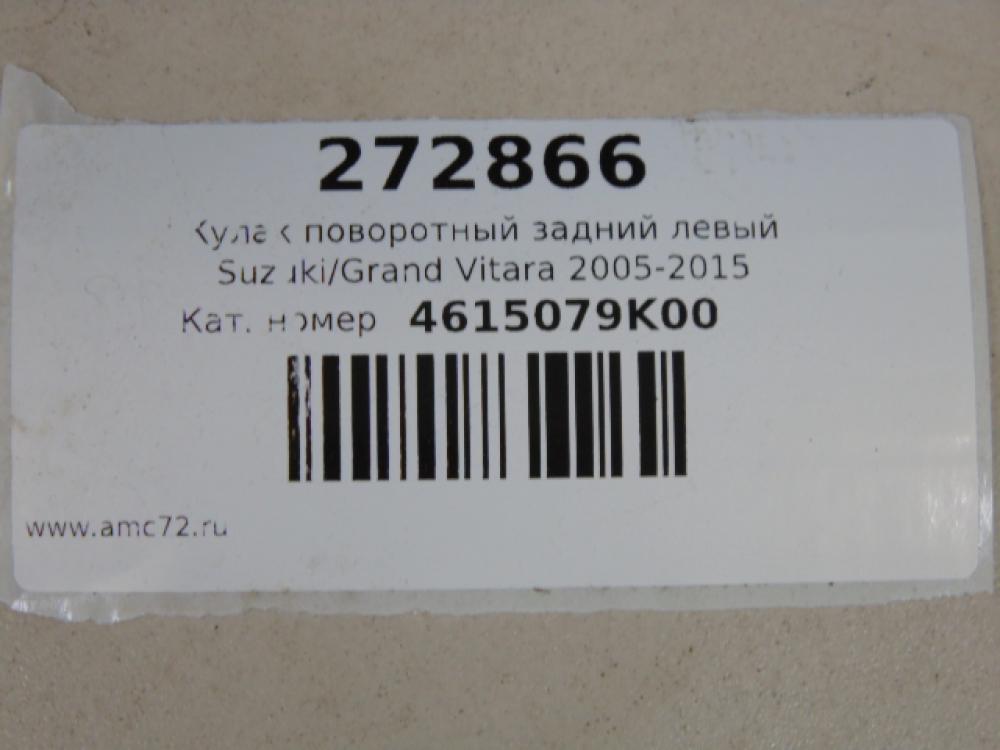 272866
Кулак поворотный задний левый
Suzuki/Grand Vitara 2005-2015
Кат. номер 4615079K00
www.amc72.ru